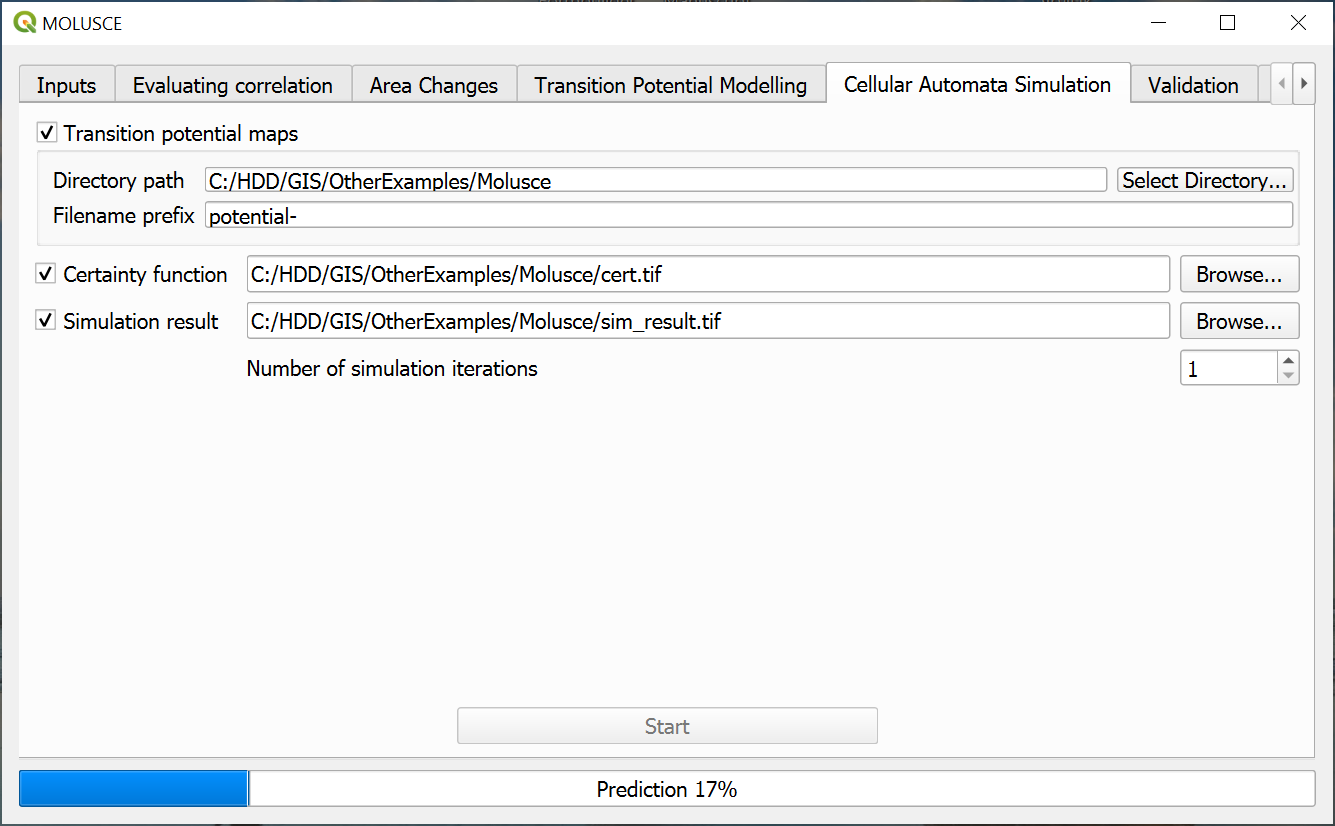 MOLUSCE
Inputs Evaluating correlation Area Changes Transition Potential Modelling Cellular Automata Simulation Validation
Transition potential maps
Directory path C:/HDD/GIS/OtherExamples/Molusce Select Directory...
Filename prefix potential-
Certainty function C:/HDD/GIS/OtherExamples/Molusce/cert.tif Browse...
Simulation result C:/HDD/GIS/OtherExamples/Molusce/sim_result.tif Browse...
Number of simulation iterations 1
Start
Prediction 17%